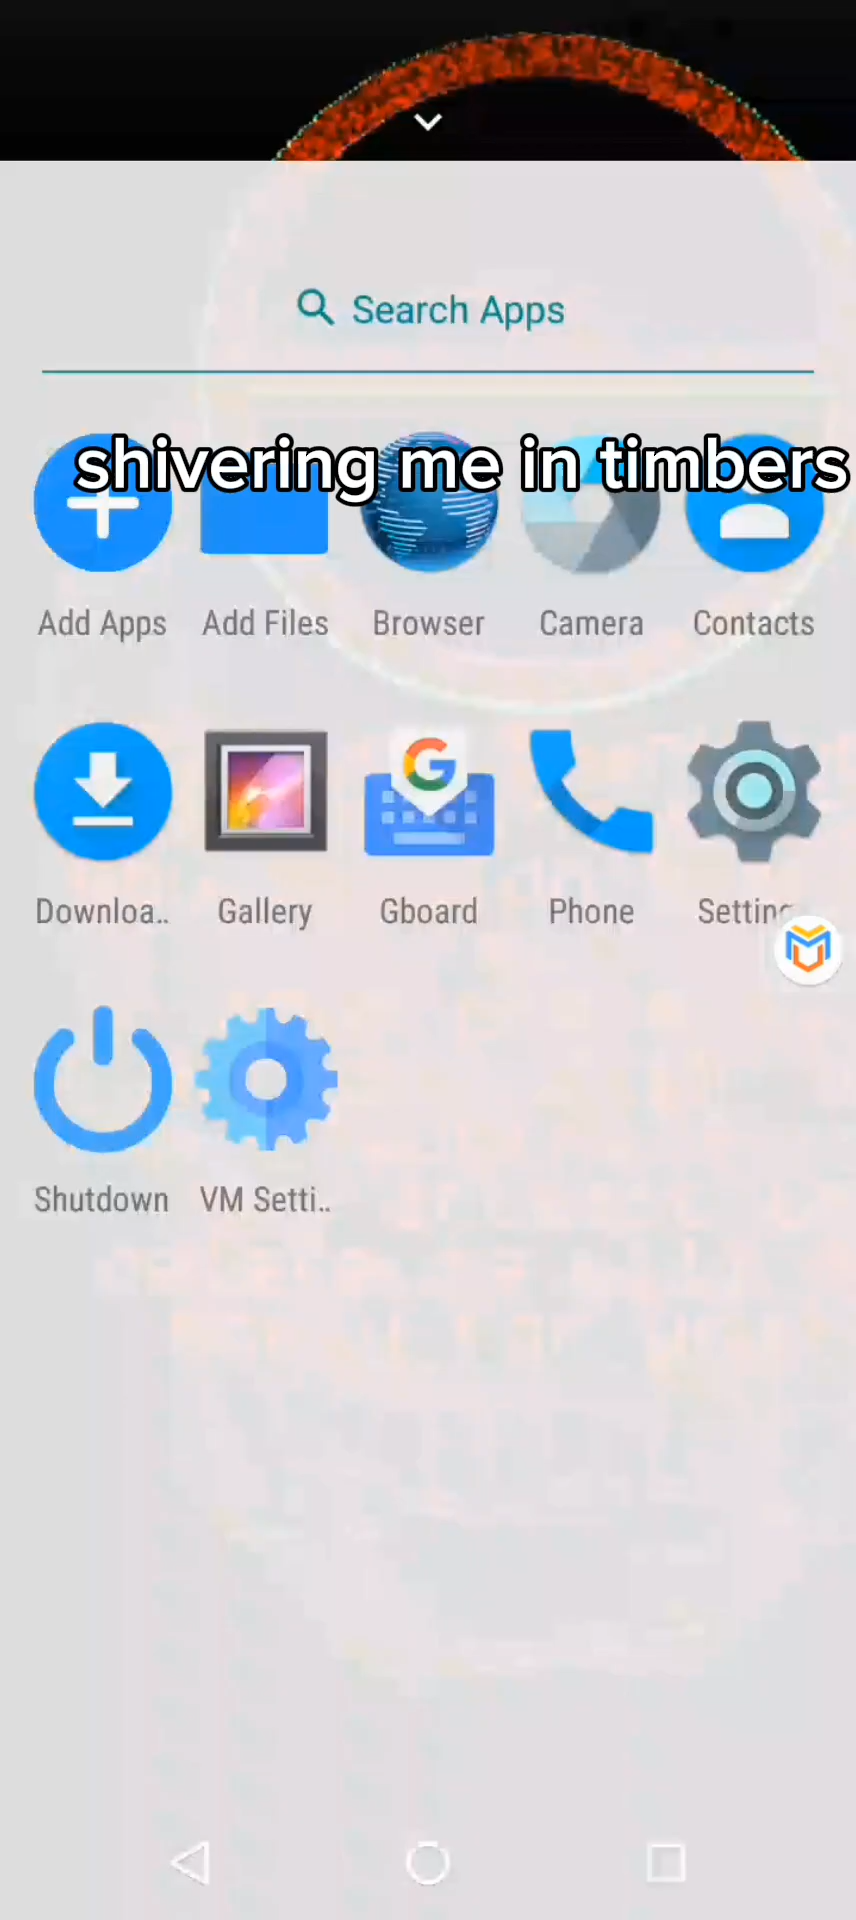 Search Apps
shivering me in timbers
Add Apps
Add Files
Browser
Camera
Contacts
Downloa..
Gallery
Gboard
Phone
Setting
Shutdown
VM Setti..